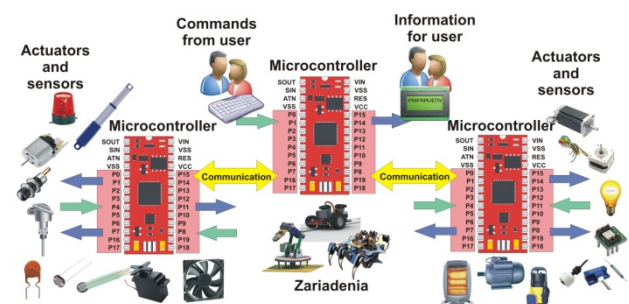 Commands
from user
Information
for user
Actuators
and
sensors
Microcontroller
Actuators
and
sensors
SOUT
SIN
ATN
VSS
P0
P1
P2
P3
P4
P5
P6
P7
P16
P17
VIN
VSS
RES
VCC
P15
P14
P13
P12
P11
P10
P9
P8
P19
P18
Microcontroller
SOUT
SIN
ATN
VSS
P0
P1
P2
P3
P4
P5
P6
P7
P16
P17
VIN
VSS
RES
VCC
P15
P14
P13
P12
P11
P10
P9
P8
P19
P18
Microcontroller
SOUT
SIN
ATN
VSS
P0
P1
P2
P3
P4
P5
P6
P7
P16
P17
VIN
VSS
RES
VCC
P15
P14
P13
P12
P11
P10
P9
P8
P19
P18
Communication
Communication
Zariadenia